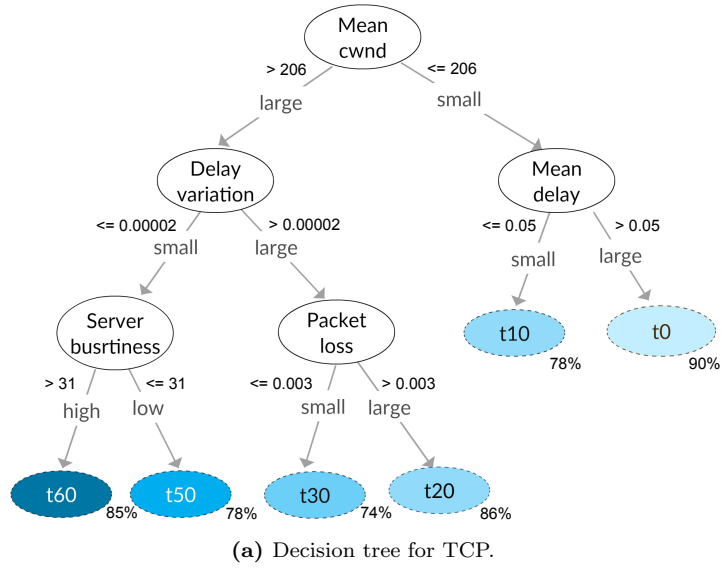 Mean
cwnd
> 206
<= 206
large
small
Delay
variation
Mean
delay
<= 0.00002
> 0.00002
<= 0.05
> 0.05
small
large
small
large
Server
busrtiness
Packet
loss
t10
t0
78%
90%
> 31
<= 31
<= 0.003
> 0.003
high
low
small
large
t60
t50
t30
t20
85%
78%
74%
86%
(a) Decision tree for TCP.